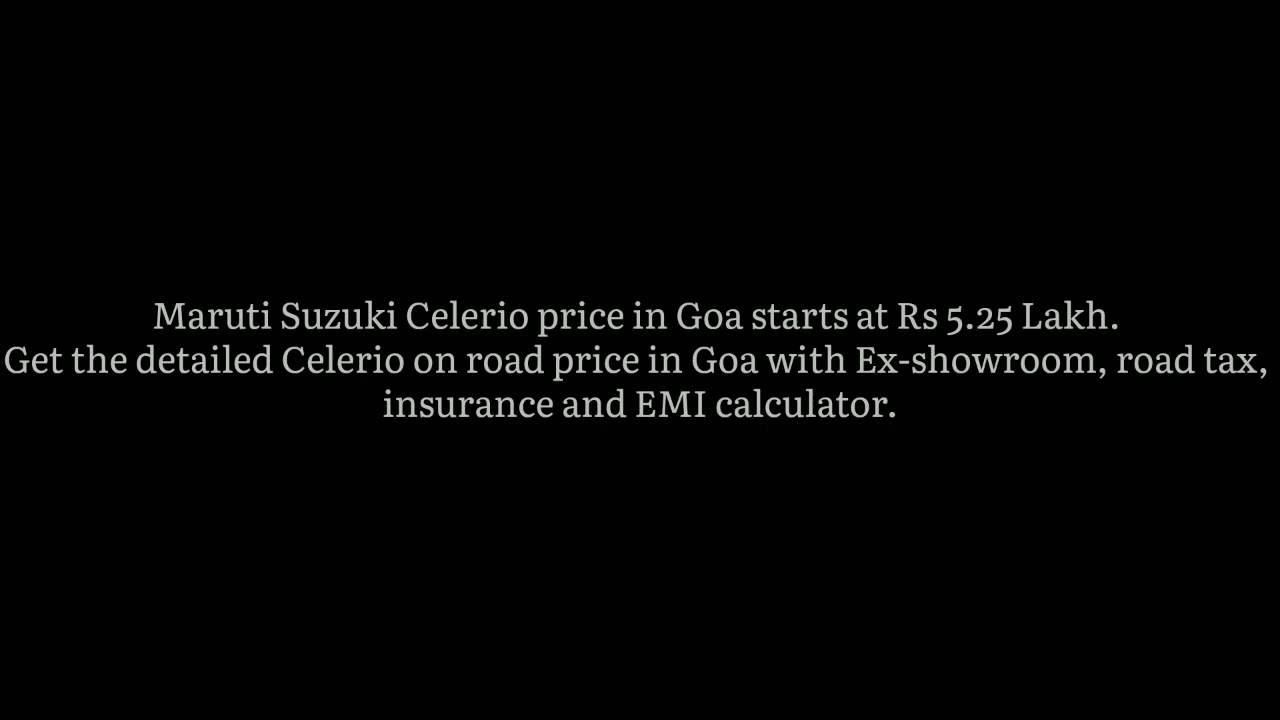 Maruti Suzuki Celerio price in Goa starts at Rs 5.25 Lakh.
Get the detailed Celerio on road price in Goa with Ex-showroom, road tax,
insurance and EMI calculator.